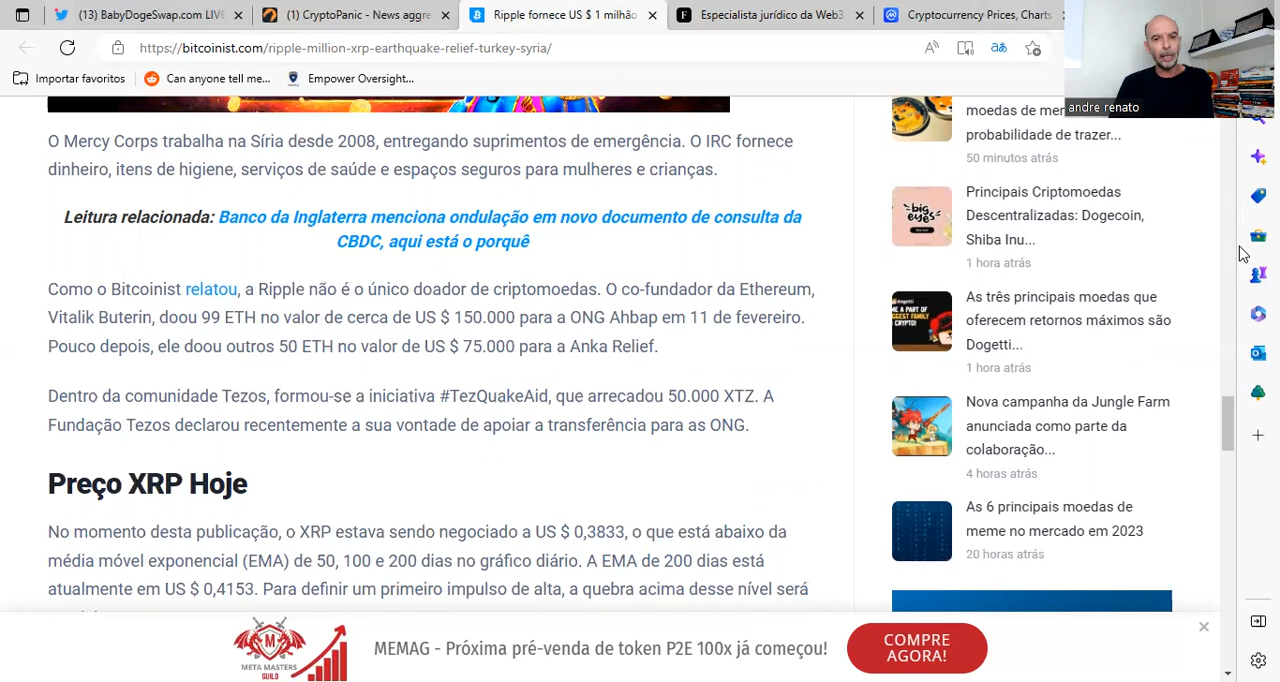 (13) BabyDogeSwap.com LIVE
(1) CryptoPanic - News aggre
Ripple fornece US $ 1 milhão
Especialista jurídico da Web3
Cryptocurrency Prices, Charts
https://bitcoinist.com/ripple-million-xrp-earthquake-relief-turkey-syria/
Importar favoritos
Can anyone tell me...
Empower Oversight...
andre renato
O Mercy Corps trabalha na Síria desde 2008, entregando suprimentos de emergência. O IRC fornece
dinheiro, itens de higiene, serviços de saúde e espaços seguros para mulheres e crianças.
Leitura relacionada: Banco da Inglaterra menciona ondulação em novo documento de consulta da
CBDC, aqui está o porquê
Como o Bitcoinist relatou, a Ripple não é o único doador de criptomoedas. O co-fundador da Ethereum,
Vitalik Buterin, doou 99 ETH no valor de cerca de US $ 150.000 para a ONG Ahbap em 11 de fevereiro.
Pouco depois, ele doou outros 50 ETH no valor de US $ 75.000 para a Anka Relief.
Dentro da comunidade Tezos, formou-se a iniciativa #TezQuakeAid, que arrecadou 50.000 XTZ. A
Fundação Tezos declarou recentemente a sua vontade de apoiar a transferência para as ONG.
Preço XRP Hoje
No momento desta publicação, o XRP estava sendo negociado a US $ 0,3833, o que está abaixo da
média móvel exponencial (EMA) de 50, 100 e 200 dias no gráfico diário. A EMA de 200 dias está
atualmente em US $ 0,4153. Para definir um primeiro impulso de alta, a quebra acima desse nível será
moedas de
probabilidade de trazer...
50 minutos atrás
big
eyes
Principais Criptomoedas
Descentralizadas: Dogecoin,
Shiba Inu...
1 hora atrás
dogetti
As três principais moedas que
oferecem retornos máximos são
Dogetti...
1 hora atrás
Nova campanha da Jungle Farm
anunciada como parte da
colaboração...
4 horas atrás
As 6 principais moedas de
meme no mercado em 2023
20 horas atrás
META MASTERS
GUILD
MEMAG - Próxima pré-venda de token P2E 100x já começou!
COMPRE
AGORA!